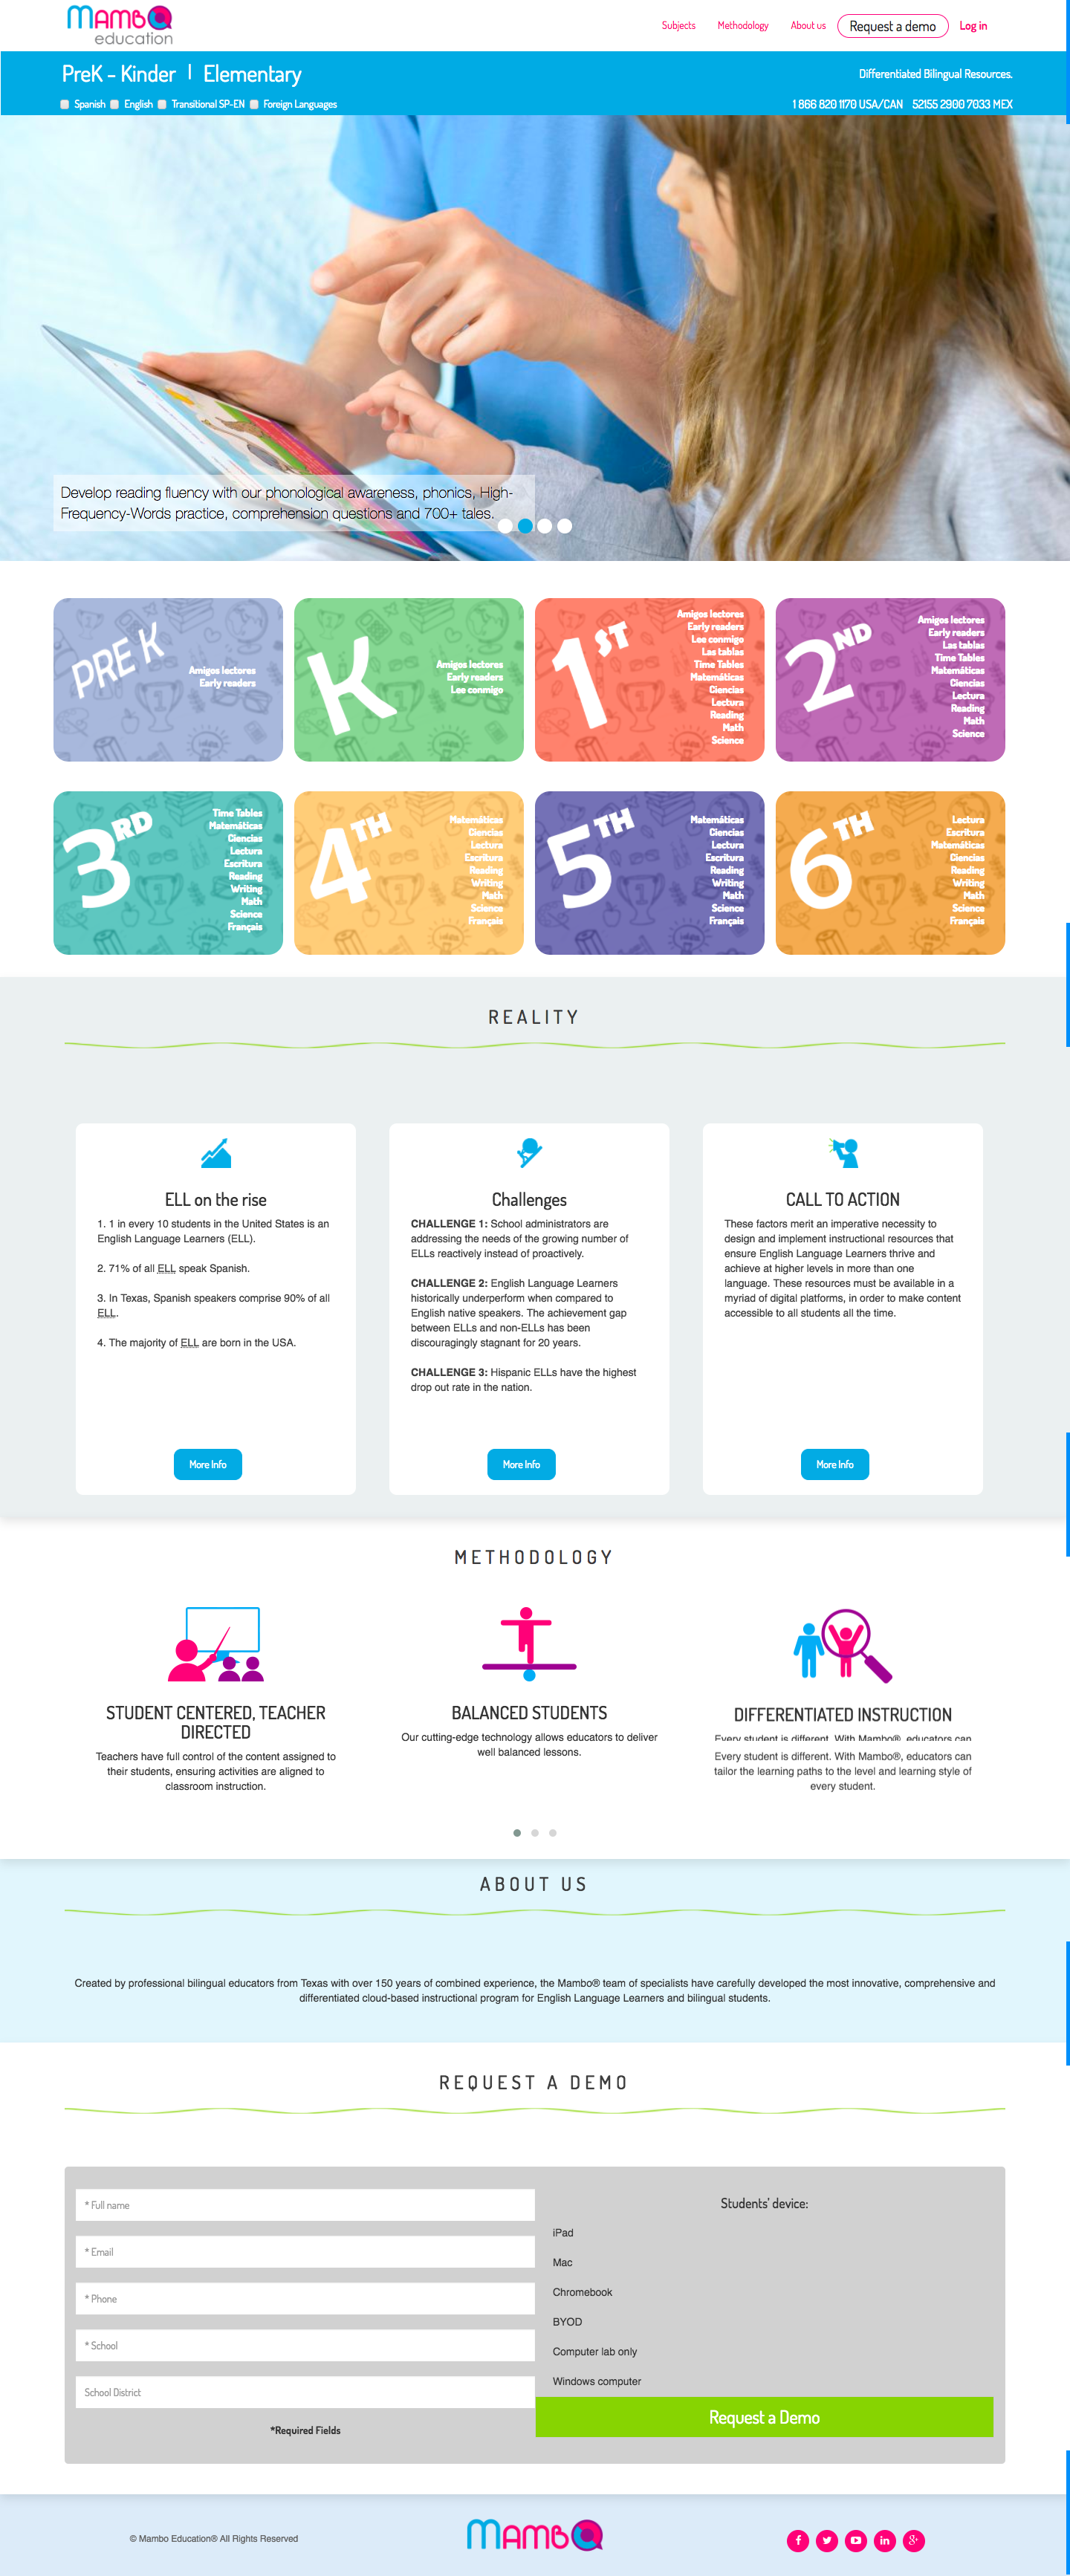 Mambo
education
Subjects
Methodology
About us
Request a demo
Log in
PreK - Kinder | Elementary
Differentiated Bilingual Resources.
Spanish
English
Transitional SP-EN
Foreign Languages
1 866 820 1170 USA/CAN 52155 2900 7033 MEX
Develop reading fluency with our phonological awareness, phonics, High-
Frequency-Words practice, comprehension questions and 700+ tales.
PRE K
Amigos lectores
Early readers
K
Amigos lectores
Early readers
Lee conmigo
1ST
Amigos lectores
Early readers
Lee conmigo
Las tablas
Time Tables
Matemáticas
Ciencias
Lectura
Reading
Math
Science
2ND
Amigos lectores
Early readers
Las tablas
Time Tables
Matemáticas
Ciencias
Lectura
Reading
Math
Science
3RD
Time Tables
Matemáticas
Ciencias
Lectura
Escritura
Reading
Writing
Math
Science
Français
4TH
Matemáticas
Ciencias
Lectura
Escritura
Reading
Writing
Math
Science
Français
5TH
Matemáticas
Ciencias
Lectura
Escritura
Reading
Writing
Math
Science
Français
6TH
Lectura
Escritura
Matemáticas
Ciencias
Reading
Writing
Math
Science
Français
REALITY
ELL on the rise
1. 1 in every 10 students in the United States is an
English Language Learners (ELL).
2. 71% of all ELL speak Spanish.
3. In Texas, Spanish speakers comprise 90% of all
ELL.
4. The majority of ELL are born in the USA.
More Info
Challenges
CHALLENGE 1: School administrators are
addressing the needs of the growing number of
ELLs reactively instead of proactively.
CHALLENGE 2: English Language Learners
historically underperform when compared to
English native speakers. The achievement gap
between ELLs and non-ELLs has been
discouragingly stagnant for 20 years.
CHALLENGE 3: Hispanic ELLs have the highest
drop out rate in the nation.
More Info
CALL TO ACTION
These factors merit an imperative necessity to
design and implement instructional resources that
ensure English Language Learners thrive and
achieve at higher levels in more than one
language. These resources must be available in a
myriad of digital platforms, in order to make content
accessible to all students all the time.
More Info
METHODOLOGY
STUDENT CENTERED, TEACHER
DIRECTED
Teachers have full control of the content assigned to
their students, ensuring activities are aligned to
classroom instruction.
BALANCED STUDENTS
Our cutting-edge technology allows educators to deliver
well balanced lessons.
DIFFERENTIATED INSTRUCTION
Every student is different. With Mambo®, educators can
Every student is different. With Mambo®, educators can
tailor the learning paths to the level and learning style of
every student.
ABOUT US
Created by professional bilingual educators from Texas with over 150 years of combined experience, the Mambo® team of specialists have carefully developed the most innovative, comprehensive and
differentiated cloud-based instructional program for English Language Learners and bilingual students.
REQUEST A DEMO
* Full name
* Email
* Phone
* School
School District
*Required Fields
Students' device:
iPad
Mac
Chromebook
BYOD
Computer lab only
Windows computer
Request a Demo
© Mambo Education® All Rights Reserved
Mambo